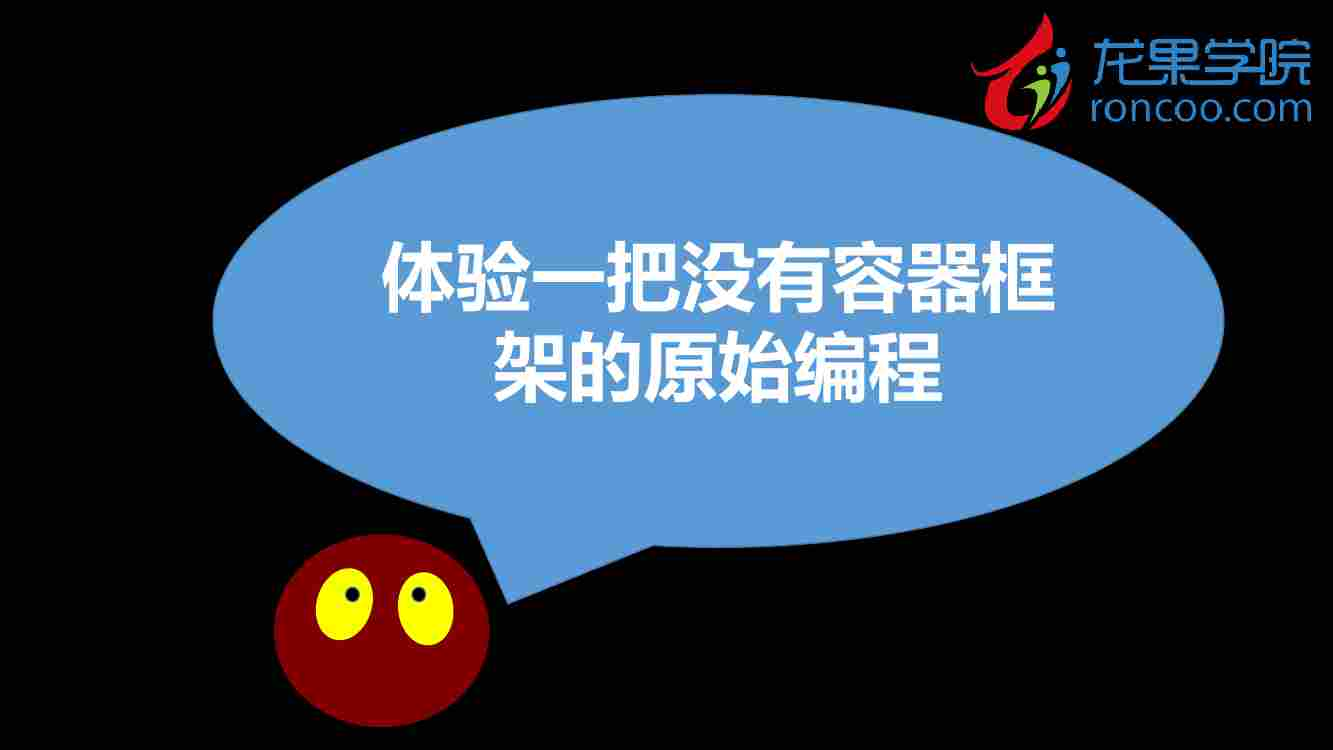 龙果学院
roncoo.com
体验一把没有容器框
架的原始编程